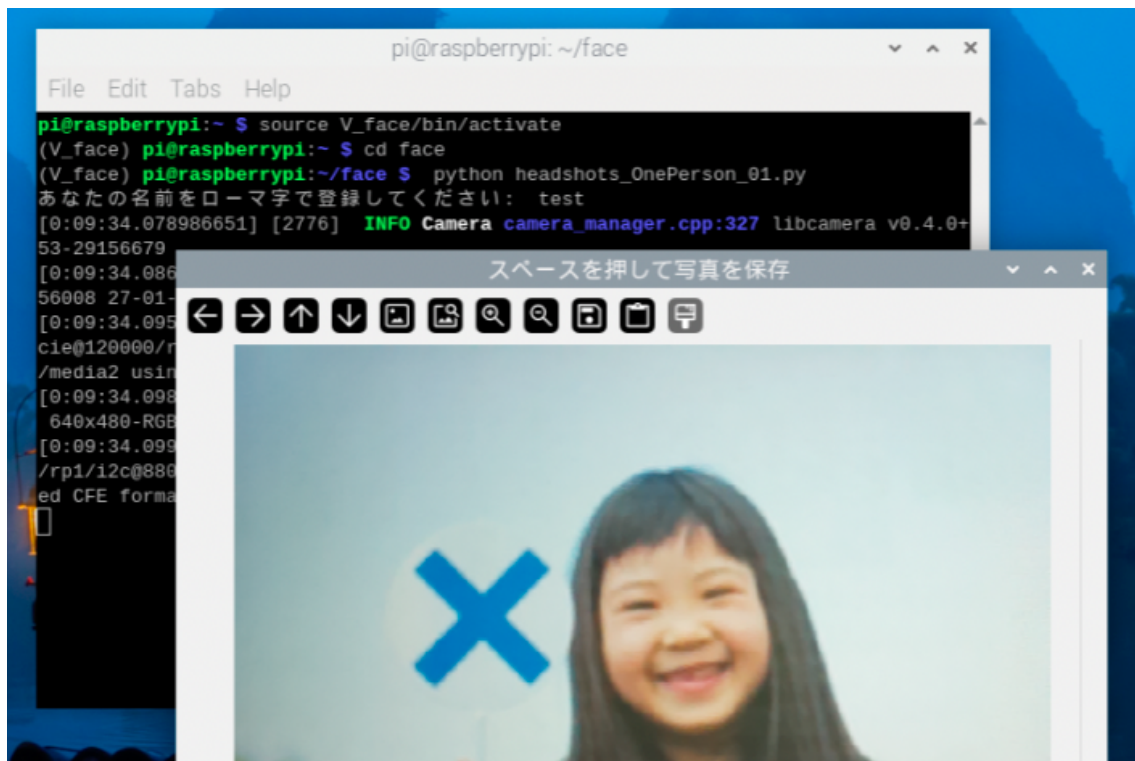 pi@raspberrypi: ~/face
File Edit Tabs Help
pi@raspberrypi:~ $ source V_face/bin/activate
(V_face) pi@raspberrypi:~ $ cd face
(V_face) pi@raspberrypi:~/face $  python headshots_OnePerson_01.py
あなたの名前をローマ字で登録してください:  test
[0:09:34.078986651] [2776]  INFO Camera camera_manager.cpp:327 libcamera v0.4.0+
53-29156679
[0:09:34.086
56008 27-01-
[0:09:34.095
cie@120000/r
/media2 usin
[0:09:34.098
640x480-RGB
[0:09:34.099
/rp1/i2c@880
ed CFE forma
スペースを押して写真を保存